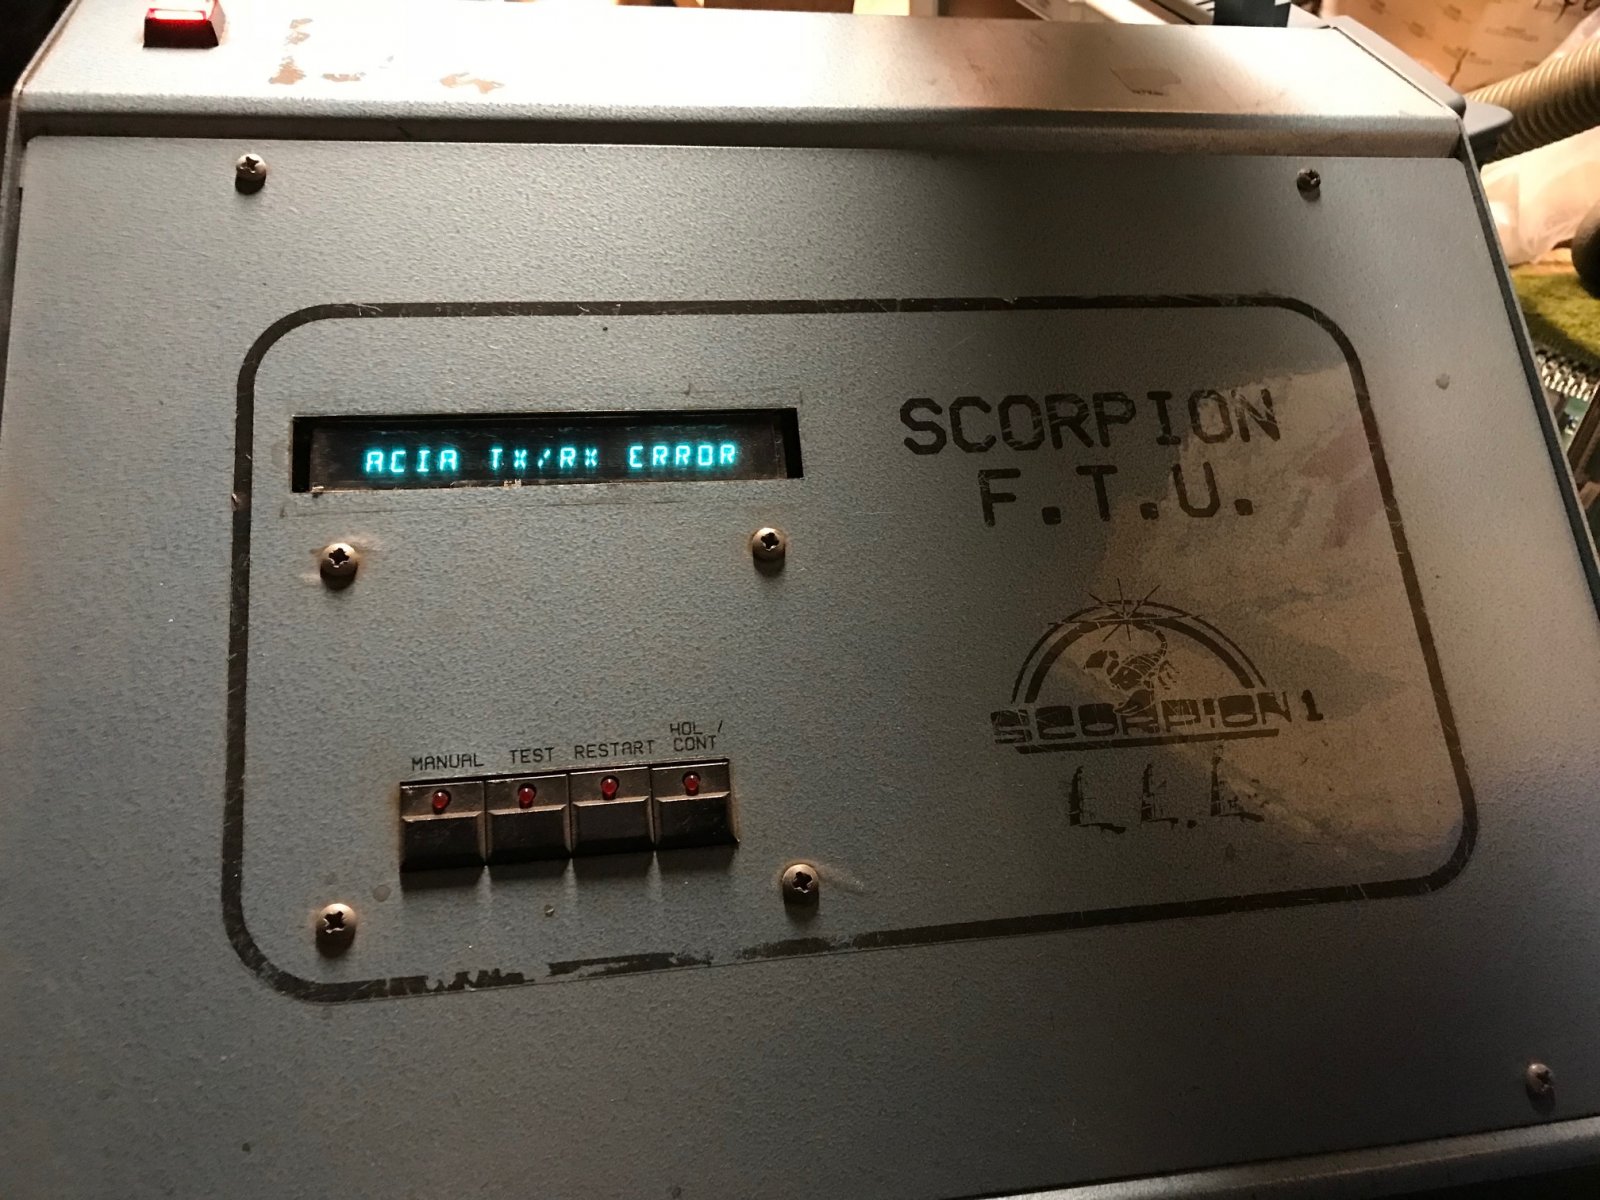 ACIA TX/RX ERROR
SCORPION
F.T.U.
MANUAL TEST RESTART HOL / CONT
SCORPION 1